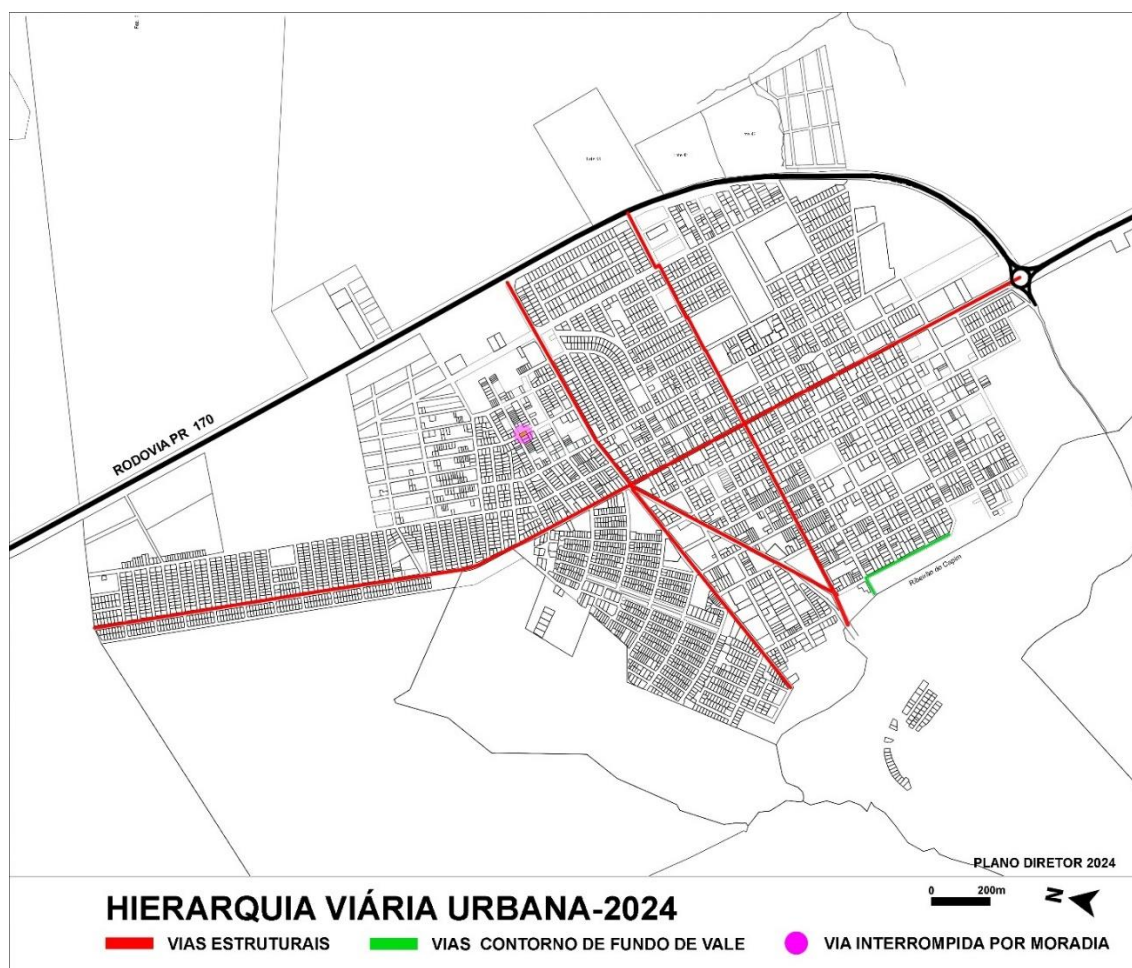 RODOVIA PR 170
Ribeirão do Capim
PLANO DIRETOR 2024
HIERARQUIA VIÁRIA URBANA-2024
0 200m
N
VIAS ESTRUTURAIS
VIAS CONTORNO DE FUNDO DE VALE
VIA INTERROMPIDA POR MORADIA